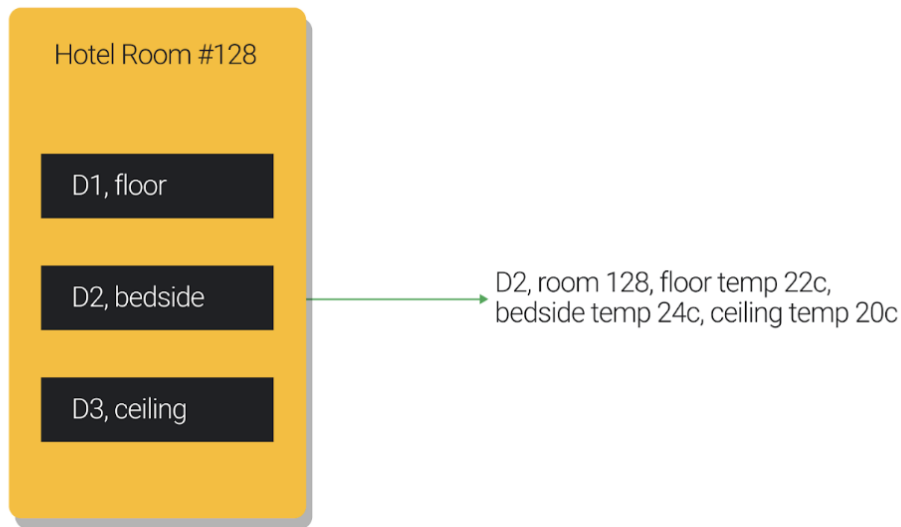 Hotel Room #128
D1, floor
D2, bedside
D3, ceiling
D2, room 128, floor temp 22c,
bedside temp 24c, ceiling temp 20c